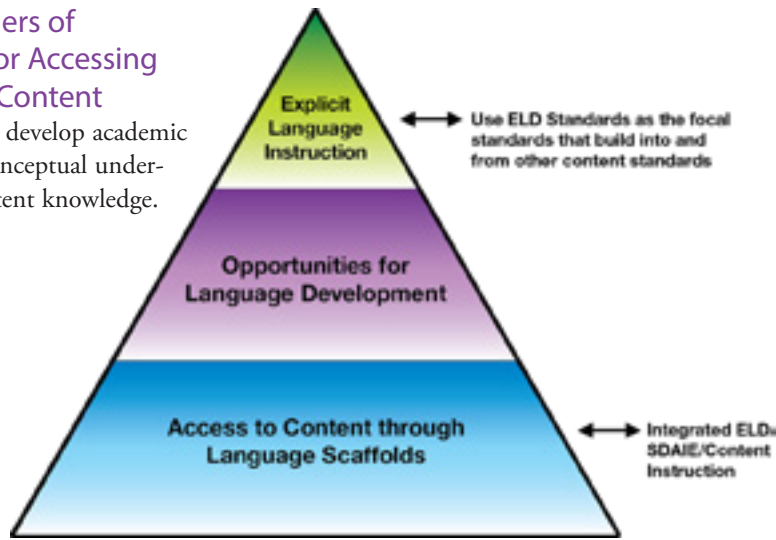 ers of
or Accessing
Content
develop academic
nceptual under-
tent knowledge.
Explicit
Language
Instruction
Use ELD Standards as the focal
standards that build into and
from other content standards
Opportunities for
Language Development
Access to Content through
Language Scaffolds
Integrated ELD
SDAIE/Content
Instruction